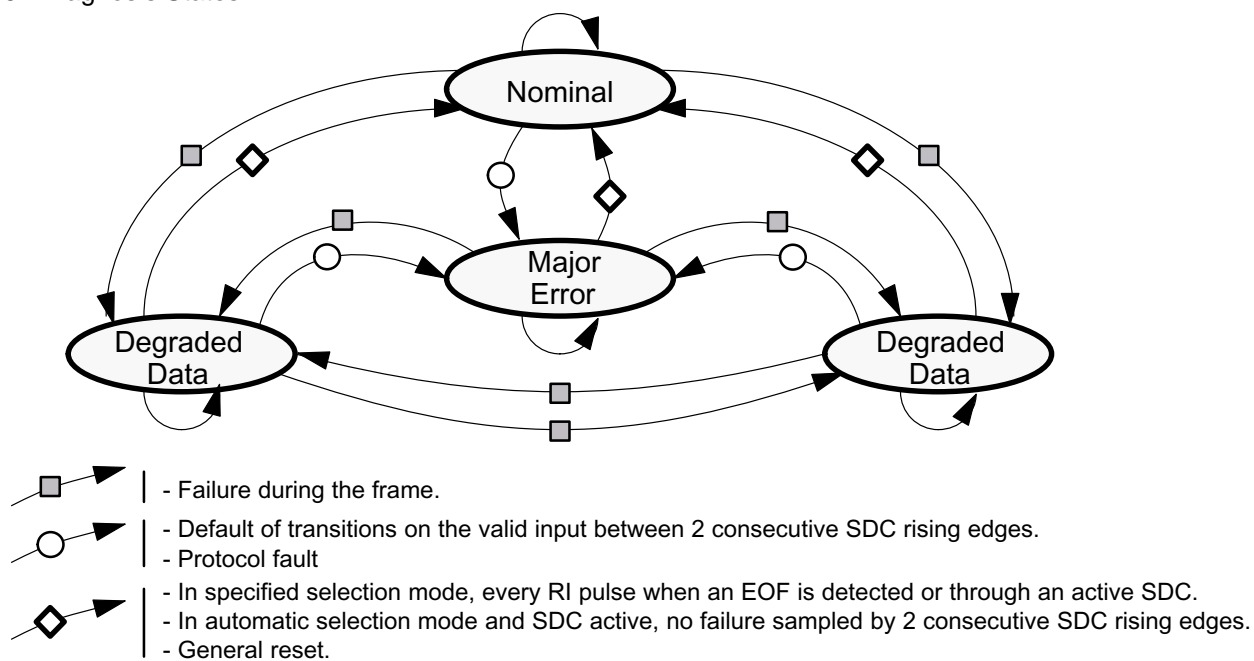 Nominal
Major
Error
Degraded
Data
Degraded
Data
- Failure during the frame.
- Default of transitions on the valid input between 2 consecutive SDC rising edges.
- Protocol fault
- In specified selection mode, every RI pulse when an EOF is detected or through an active SDC.
- In automatic selection mode and SDC active, no failure sampled by 2 consecutive SDC rising edges.
- General reset.